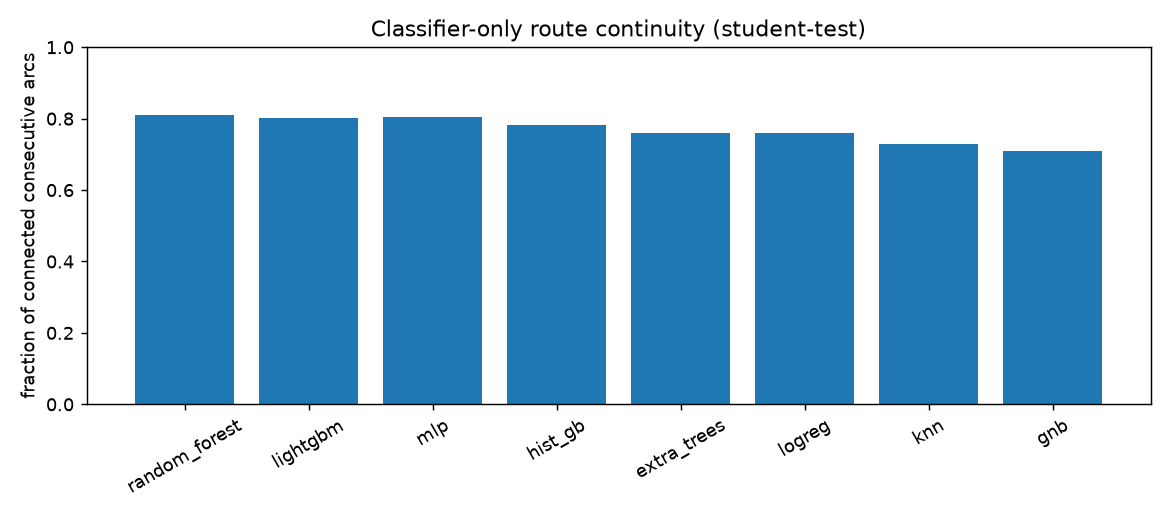 Classifier-only route continuity (student-test)
fraction of connected consecutive arcs
1.0
0.8
0.6
0.4
0.2
0.0
random_forest
lightgbm
mlp
hist_gb
extra_trees
logreg
knn
gnb